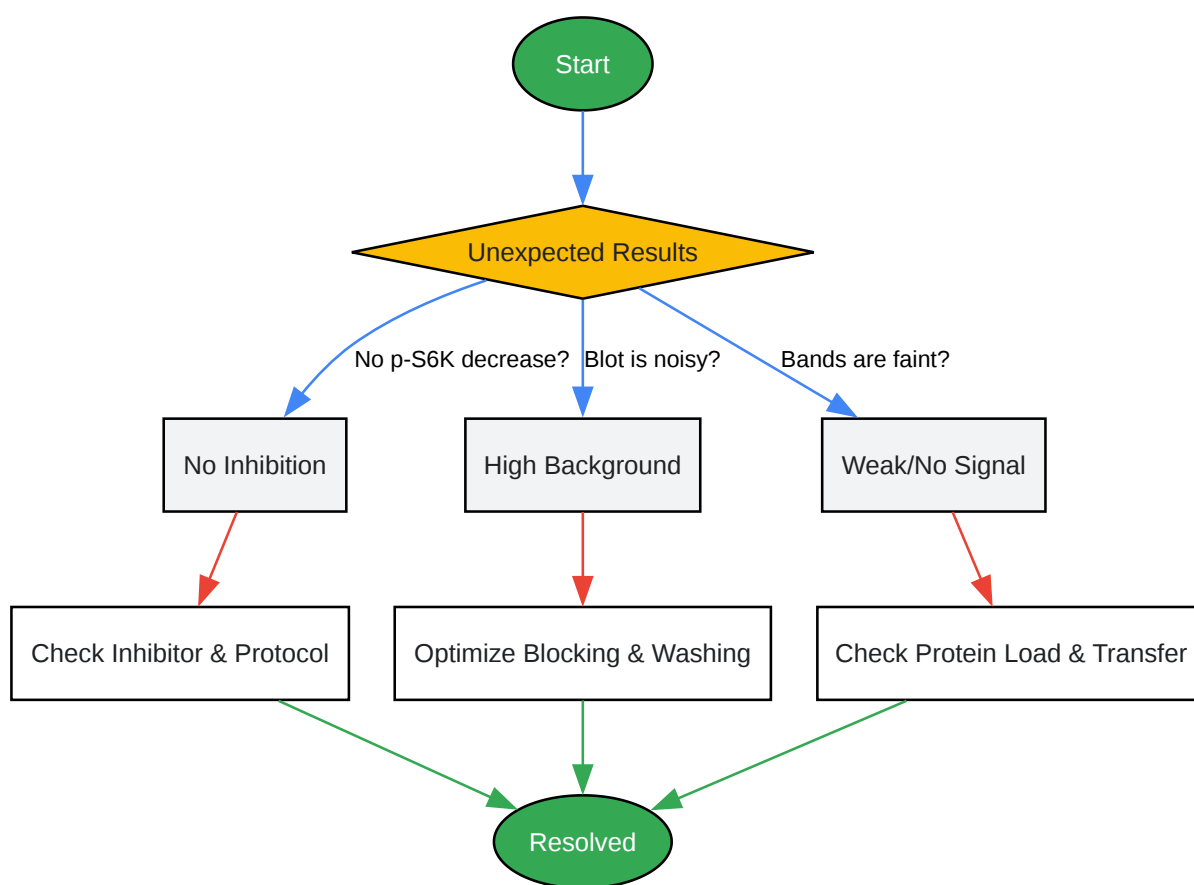 Start
Unexpected Results
No p-S6K decrease?
Blot is noisy?
Bands are faint?
No Inhibition
High Background
Weak/No Signal
Check Inhibitor & Protocol
Optimize Blocking & Washing
Check Protein Load & Transfer
Resolved